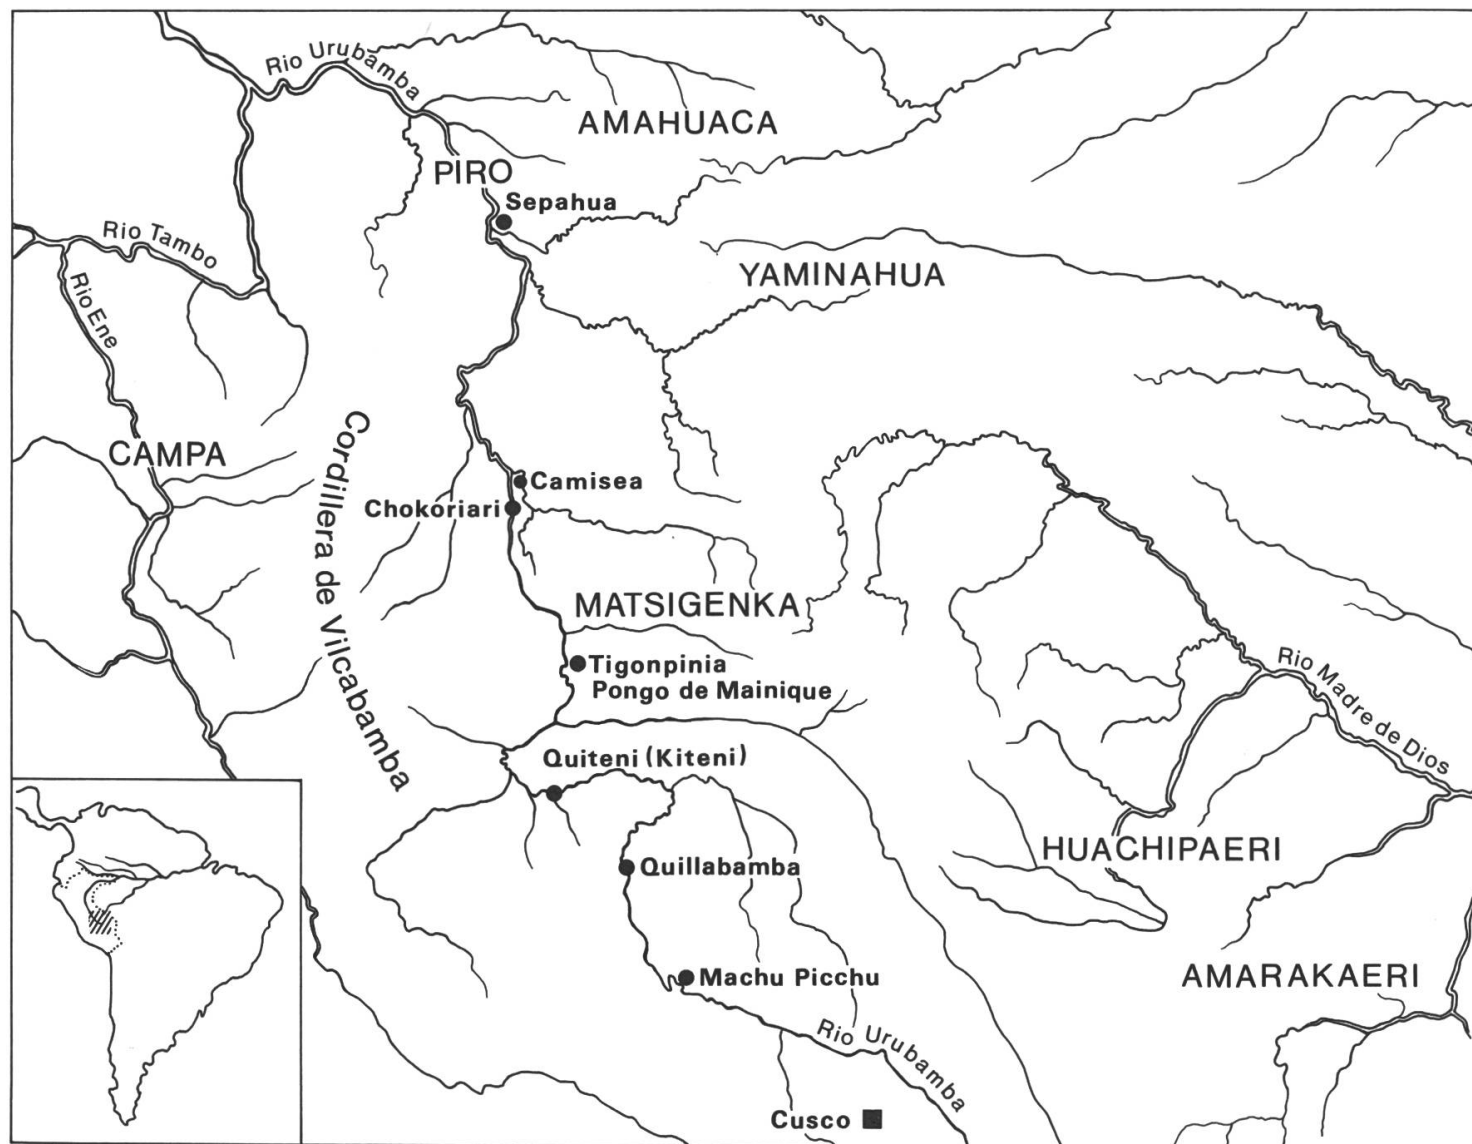 Rio Urubamba
AMAHUACA
PIRO
Sepahua
Rio Tambo
YAMINAHUA
Rio Ene
CAMPA
Cordillera de Vilcabamba
Camisea
Chokoriari
MATSIGENKA
Tigonpinia
Pongo de Mainique
Rio Madre de Dios
Quiteni (Kiteni)
HUACHIPAERI
Quillabamba
Machu Picchu
AMARAKAERI
Rio Urubamba
Cusco